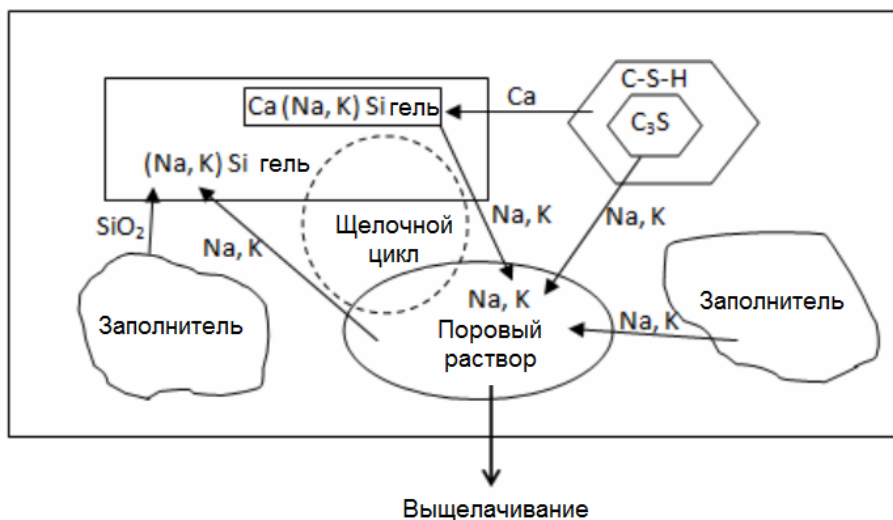 C-S-H
Ca (Na, K) Si гель
Ca
C₃S
(Na, K) Si гель
SiO₂
Na, K
Щелочной
цикл
Na, K
Na, K
Заполнитель
Na, K
Поровый
раствор
Na, K
Заполнитель
Выщелачивание